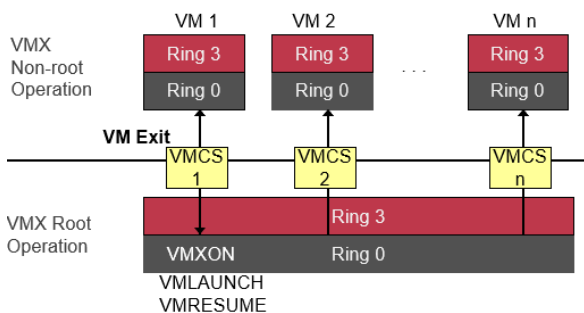 VM 1
VM 2
VM n
VMX
Non-root
Operation
Ring 3
Ring 3
Ring 3
. . .
Ring 0
Ring 0
Ring 0
VM Exit
VMCS
1
VMCS
2
VMCS
n
VMX Root
Operation
Ring 3
VMXON
Ring 0
VMLAUNCH
VMRESUME